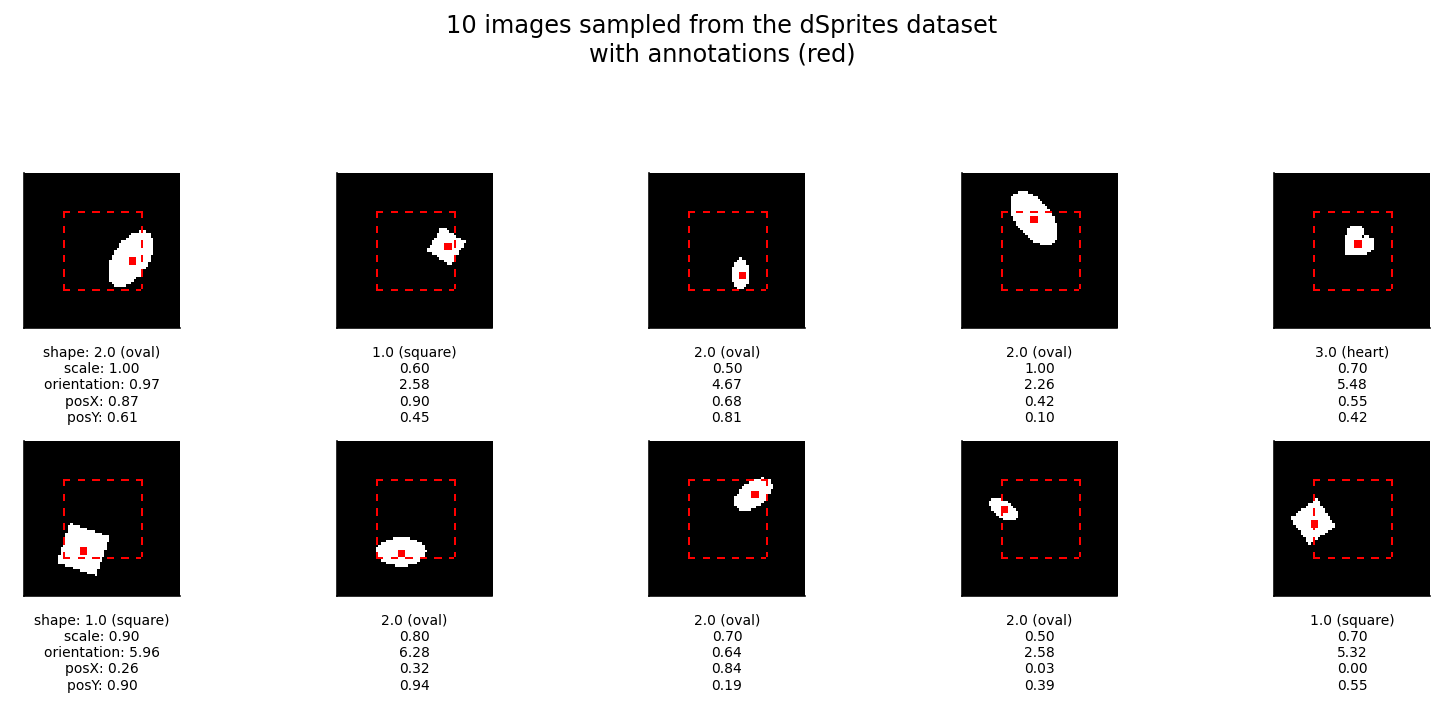 10 images sampled from the dSprites dataset
with annotations (red)
shape: 2.0 (oval)
scale: 1.00
orientation: 0.97
posX: 0.87
posY: 0.61
1.0 (square)
0.60
2.58
0.90
0.45
2.0 (oval)
0.50
4.67
0.68
0.81
2.0 (oval)
1.00
2.26
0.42
0.10
3.0 (heart)
0.70
5.48
0.55
0.42
shape: 1.0 (square)
scale: 0.90
orientation: 5.96
posX: 0.26
posY: 0.90
2.0 (oval)
0.80
6.28
0.32
0.94
2.0 (oval)
0.70
0.64
0.84
0.19
2.0 (oval)
0.50
2.58
0.03
0.39
1.0 (square)
0.70
5.32
0.00
0.55